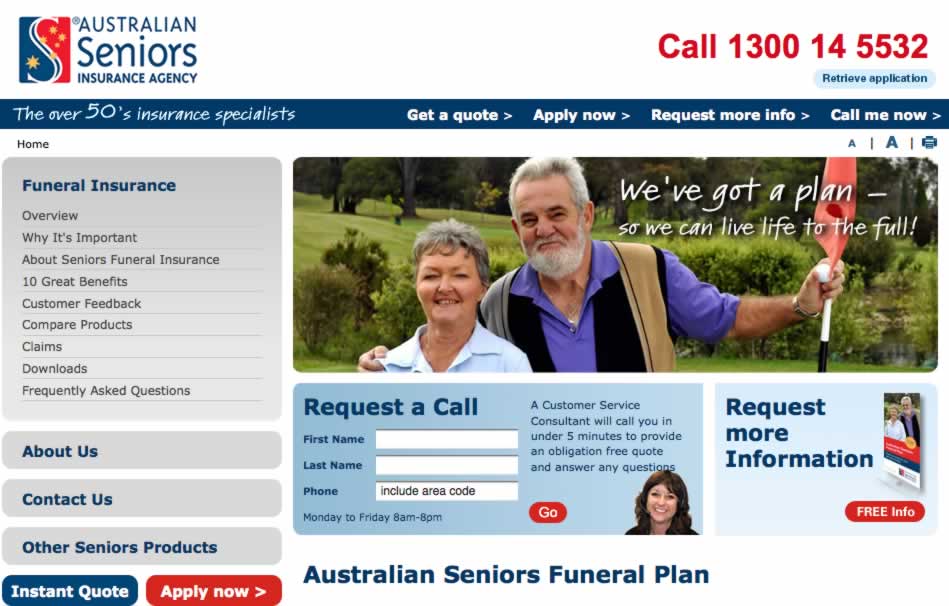 ®AUSTRALIAN
Seniors
INSURANCE AGENCY
Call 1300 14 5532
Retrieve application
The over 50's insurance specialists
Get a quote >
Apply now >
Request more info >
Call me now >
Home
A | A |
Funeral Insurance
Overview
Why It's Important
About Seniors Funeral Insurance
10 Great Benefits
Customer Feedback
Compare Products
Claims
Downloads
Frequently Asked Questions
About Us
Contact Us
Other Seniors Products
Instant Quote
Apply now >
We've got a plan –
so we can live life to the full!
Request a Call
First Name
Last Name
Phone
include area code
Monday to Friday 8am-8pm
A Customer Service
Consultant will call you in
under 5 minutes to provide
an obligation free quote
and answer any questions
Go
Request
more
Information
FREE Info
Australian Seniors Funeral Plan